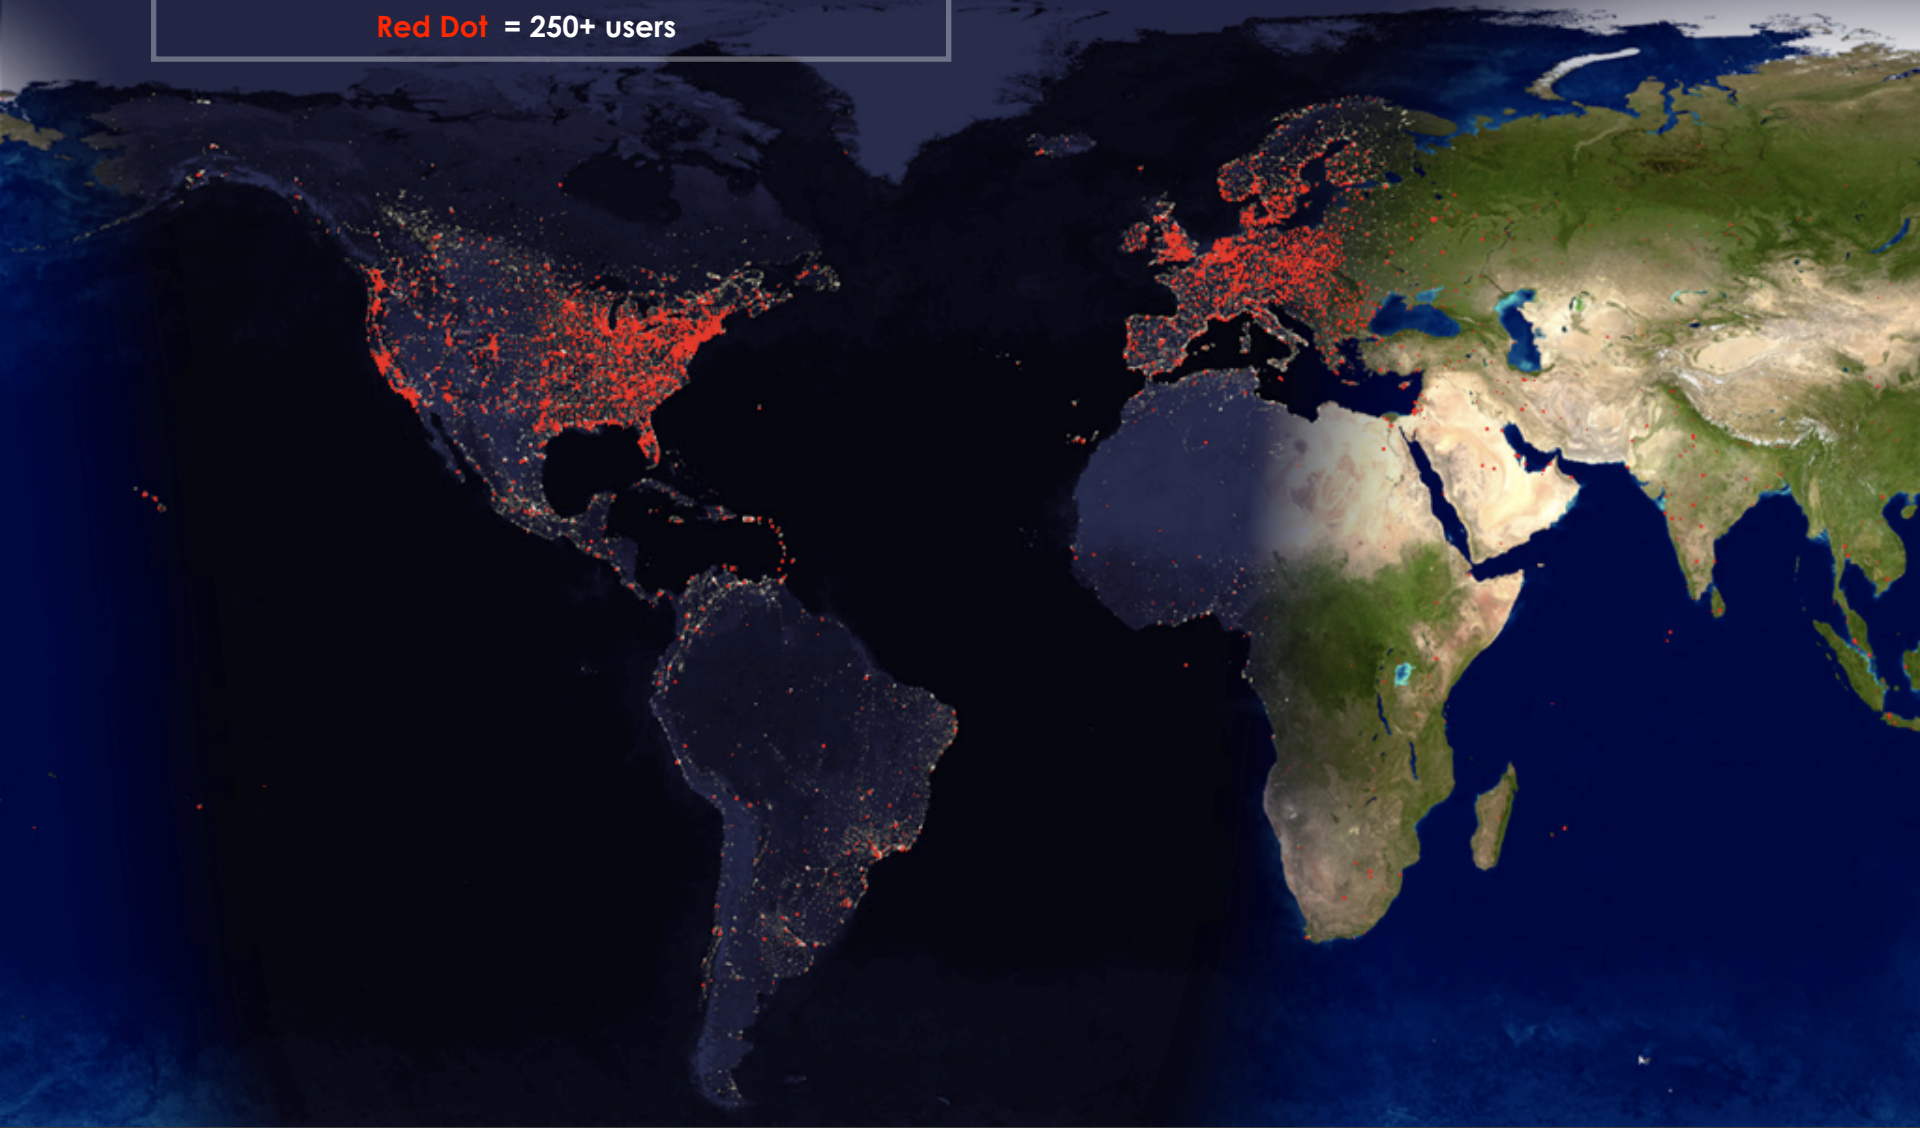 Red Dot = 250+ users